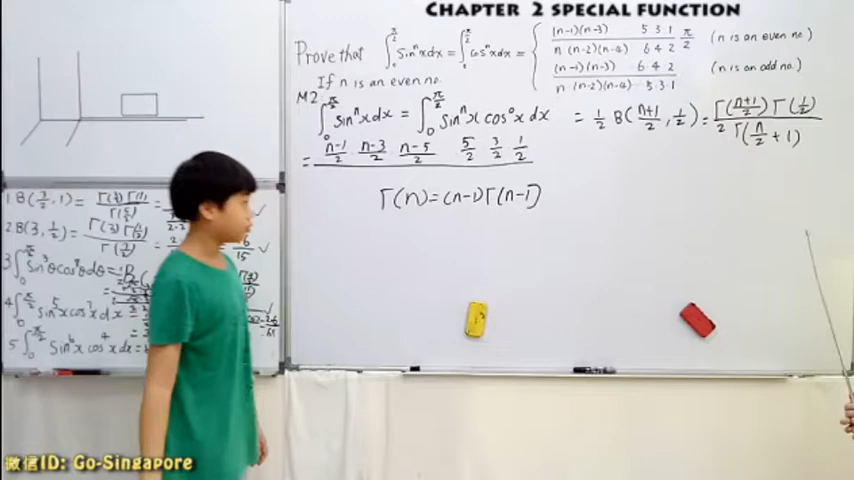 CHAPTER 2 SPECIAL FUNCTION
Prove that ∫₀^{π/2} sinⁿx dx = ∫₀^{π/2} cosⁿx dx = { (n-1)(n-3) 5·3·1 / n(n-2)(n-4) 6 4 2 · π/2 (n is an even no.)
(n-1)(n-3) 6·4·2 / n(n-2)(n-4) 5·3·1 (n is an odd no.)
If n is an even no.
M2 ∫₀^{π/2} sinⁿx dx = ∫₀^{π/2} sinⁿx cos⁰x dx = 1/2 B(n+1/2, 1/2) = Γ(n+1/2) Γ(1/2) / 2 Γ(n/2 + 1)
= n-1/2 · n-3/2 · n-5/2 5/2 3/2 1/2
Γ(n) = (n-1)Γ(n-1)
1 B(3/2, 1) = Γ(3/2) Γ(1) / Γ(5/2) =
2 B(3, 1/2) = Γ(3) Γ(1/2) / Γ(7/2) = 6/15 ✓
3 ∫₀^{π/2} sin³θ cos²θ dθ =
4 ∫₀^{π/2} sin⁵x cos⁷x dx =
5 ∫₀^{π/2} sin⁶x cos⁴x dx =
微信ID: Go-Singapore